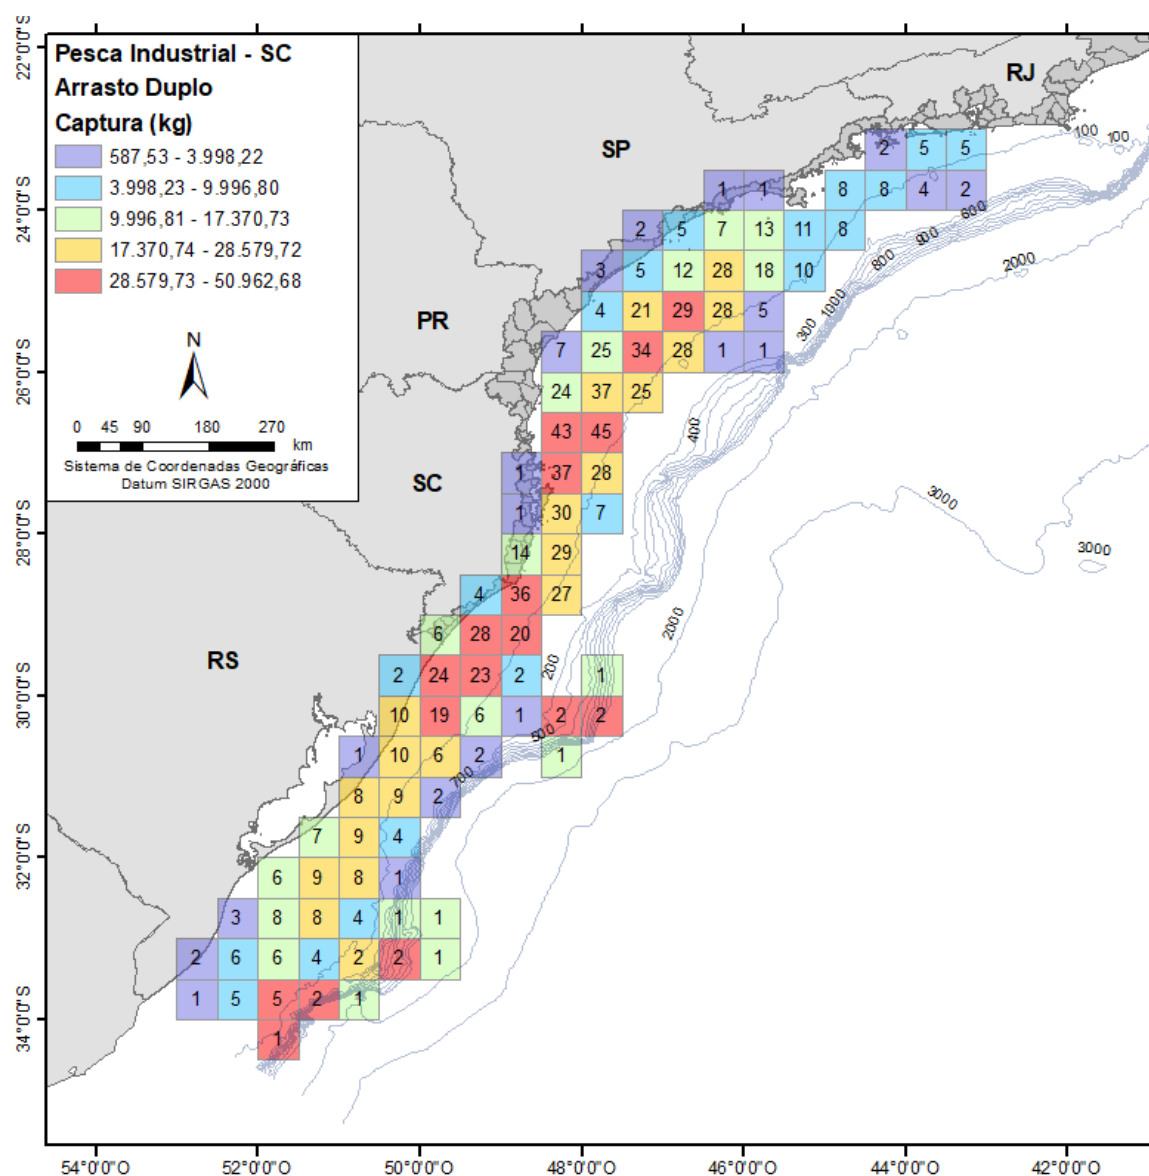 Pesca Industrial - SC
Arrasto Duplo
Captura (kg)
587,53 - 3.998,22
3.998,23 - 9.996,80
9.996,81 - 17.370,73
17.370,74 - 28.579,72
28.579,73 - 50.962,68
N
0 45 90 180 270
km
Sistema de Coordenadas Geográficas
Datum SIRGAS 2000
22°0'0"S
24°0'0"S
26°0'0"S
28°0'0"S
30°0'0"S
32°0'0"S
34°0'0"S
RJ
SP
PR
SC
RS
100 100
600
800
800
2000
1000
300
400
3000
3000
2000
200
500
700
2 5 5
1 1 8 8 4 2
2 5 7 13 11 8
3 5 12 28 18 10
4 21 29 28 5
7 25 34 28 1 1
24 37 25
43 45
1 37 28
1 30 7
14 29
4 36 27
6 28 20
2 24 23 2 1
10 19 6 1 2 2
1 10 6 2 1
8 9 2
7 9 4
6 9 8 1
3 8 8 4 1 1
2 6 6 4 2 2 1
1 5 5 2 1
1
54°0'0"O 52°0'0"O 50°0'0"O 48°0'0"O 46°0'0"O 44°0'0"O 42°0'0"O